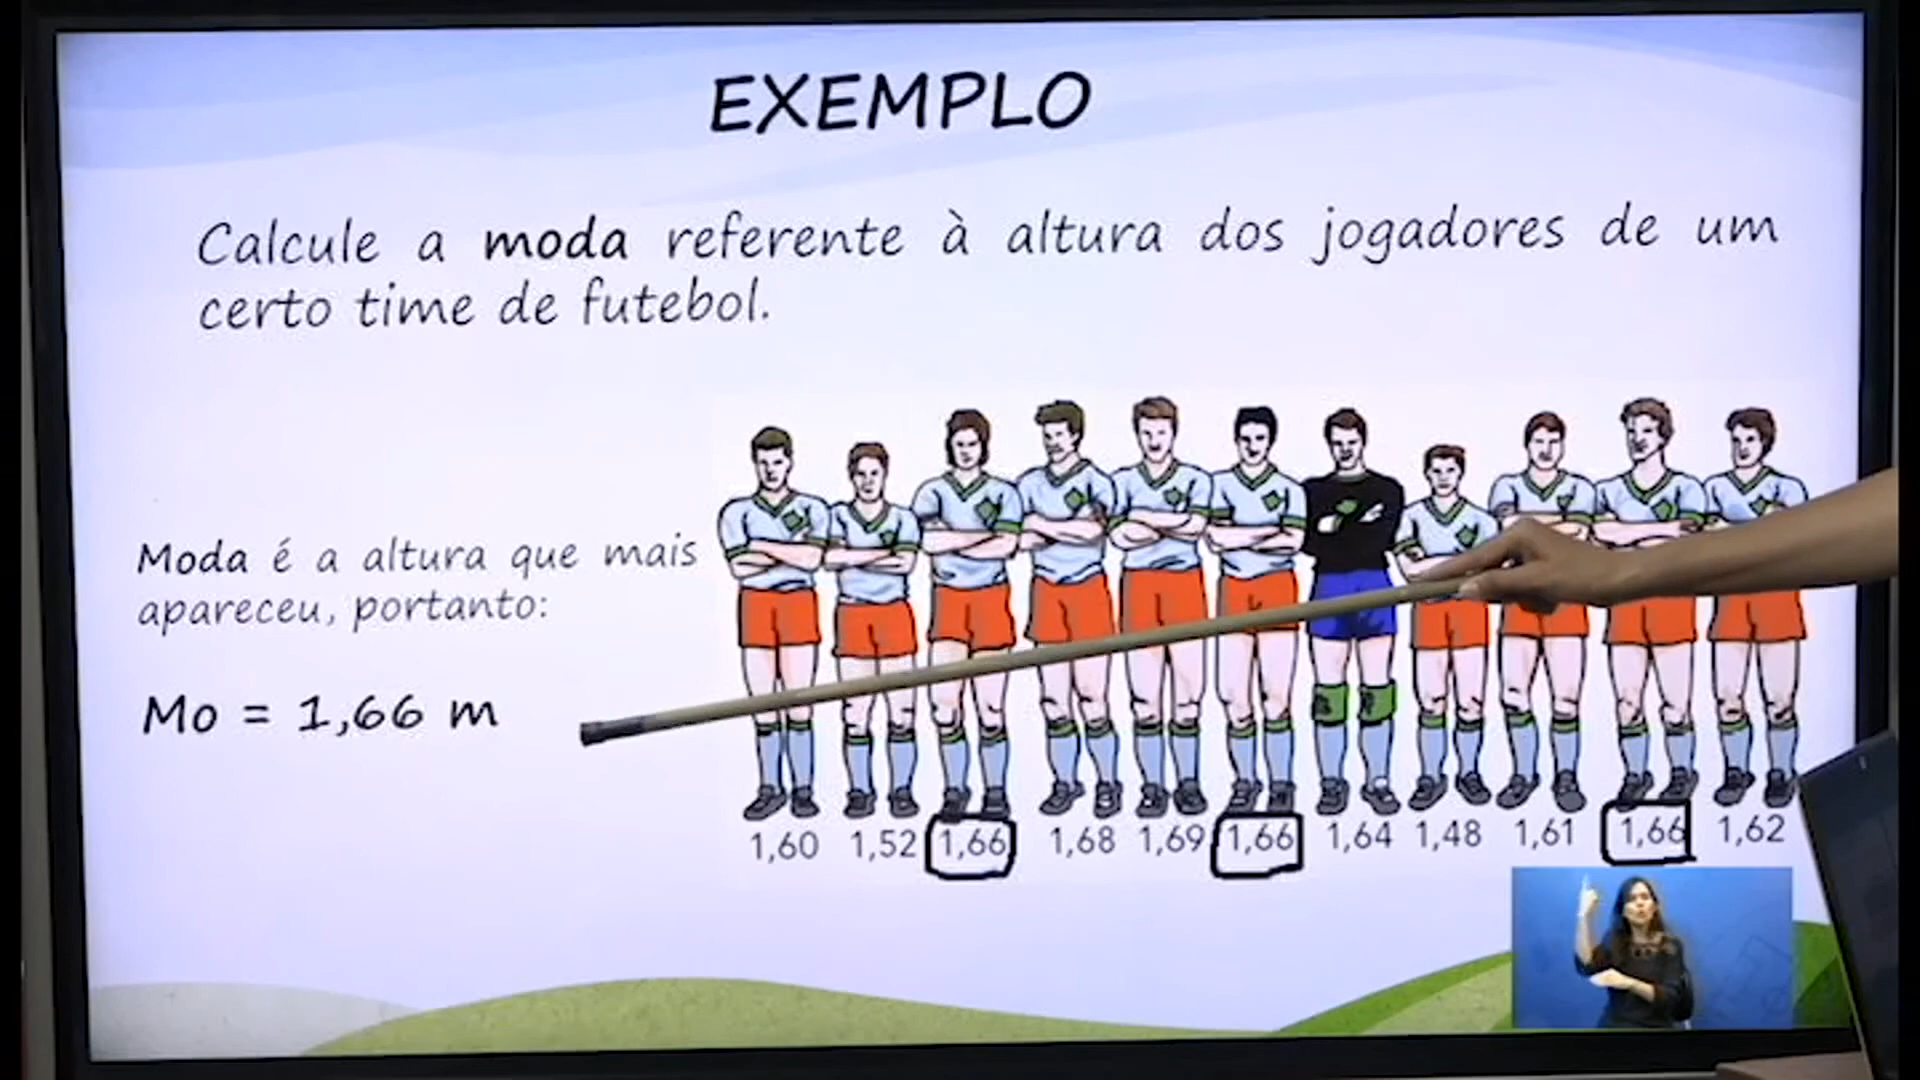 EXEMPLO
Calcule a moda referente à altura dos jogadores de um
certo time de futebol.
Moda é a altura que mais
apareceu, portanto:
Mo = 1,66 m
1,60 1,52 1,66 1,68 1,69 1,66 1,64 1,48 1,61 1,66 1,62